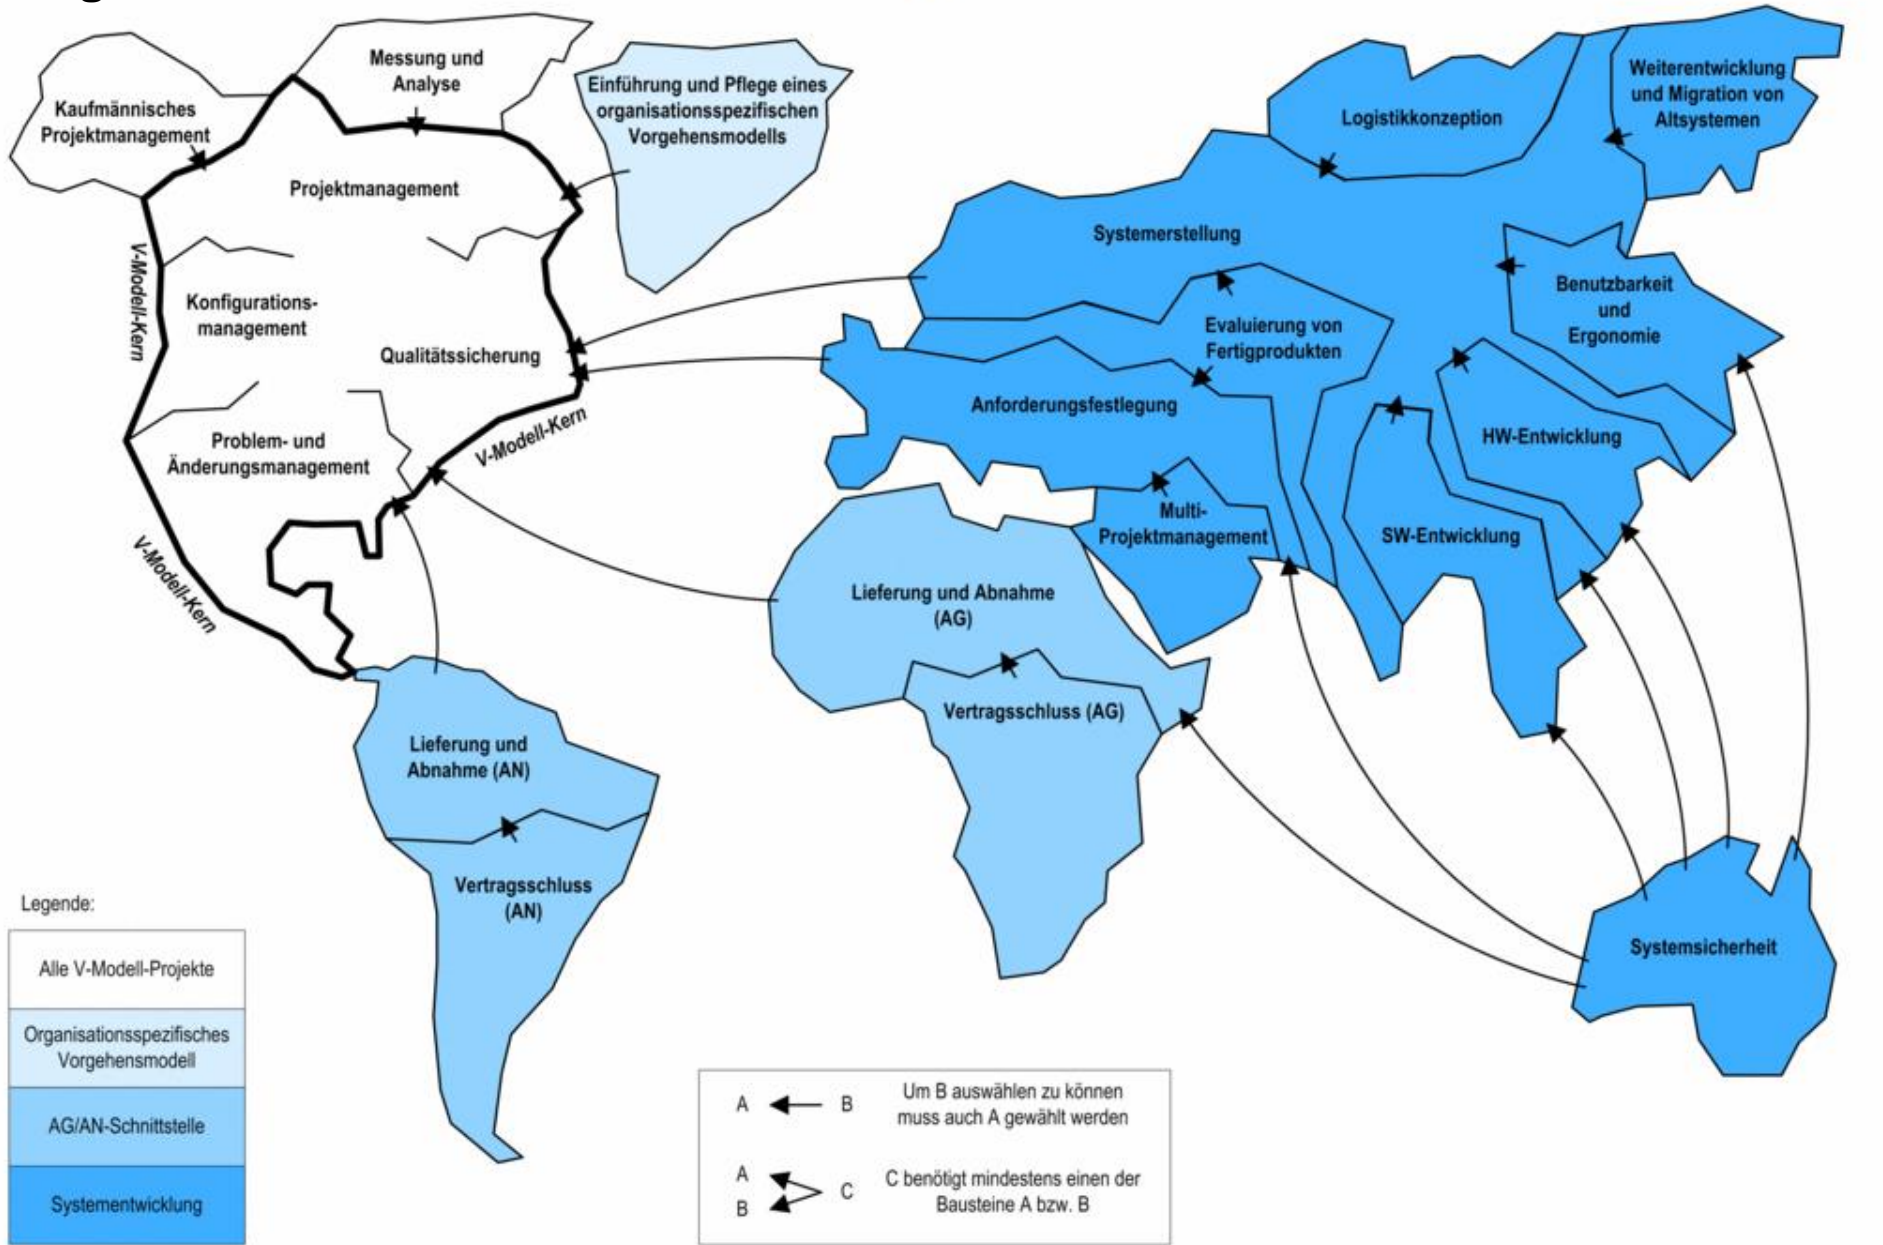 Messung und
Analyse
Kaufmännisches
Projektmanagement
Einführung und Pflege eines
organisationsspezifischen
Vorgehensmodells
Projektmanagement
V-Modell-Kern
Konfigurations-
management
Qualitätssicherung
Problem- und
Änderungsmanagement
V-Modell-Kern
V-Modell-Kern
Logistikkonzeption
Weiterentwicklung
und Migration von
Altsystemen
Systemerstellung
Benutzbarkeit
und
Ergonomie
Evaluierung von
Fertigprodukten
Anforderungsfestlegung
HW-Entwicklung
Multi-
Projektmanagement
SW-Entwicklung
Lieferung und Abnahme
(AG)
Vertragsschluss (AG)
Lieferung und
Abnahme (AN)
Vertragsschluss
(AN)
Systemsicherheit
Legende:
Alle V-Modell-Projekte
Organisationsspezifisches
Vorgehensmodell
AG/AN-Schnittstelle
Systementwicklung
A B Um B auswählen zu können
muss auch A gewählt werden
A
B
C C benötigt mindestens einen der
Bausteine A bzw. B